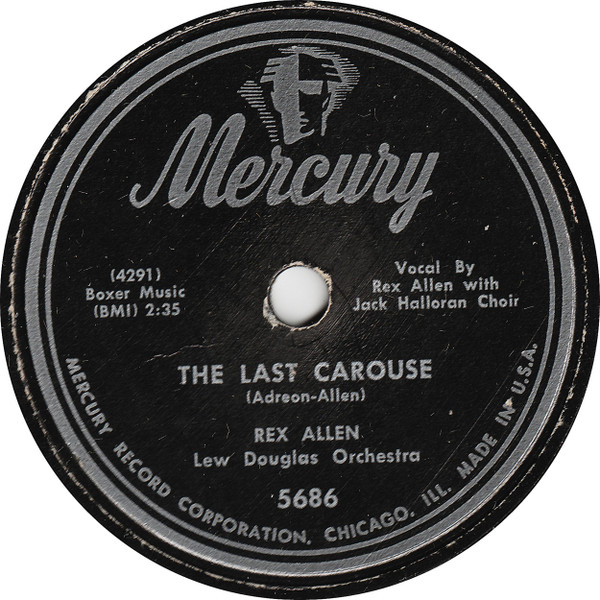 Mercury
(4291)
Boxer Music
(BMI) 2:35
Vocal By
Rex Allen with
Jack Halloran Choir
THE LAST CAROUSE
(Adreon-Allen)
REX ALLEN
Lew Douglas Orchestra
5686
MERCURY RECORD CORPORATION, CHICAGO, ILL. MADE IN U.S.A.